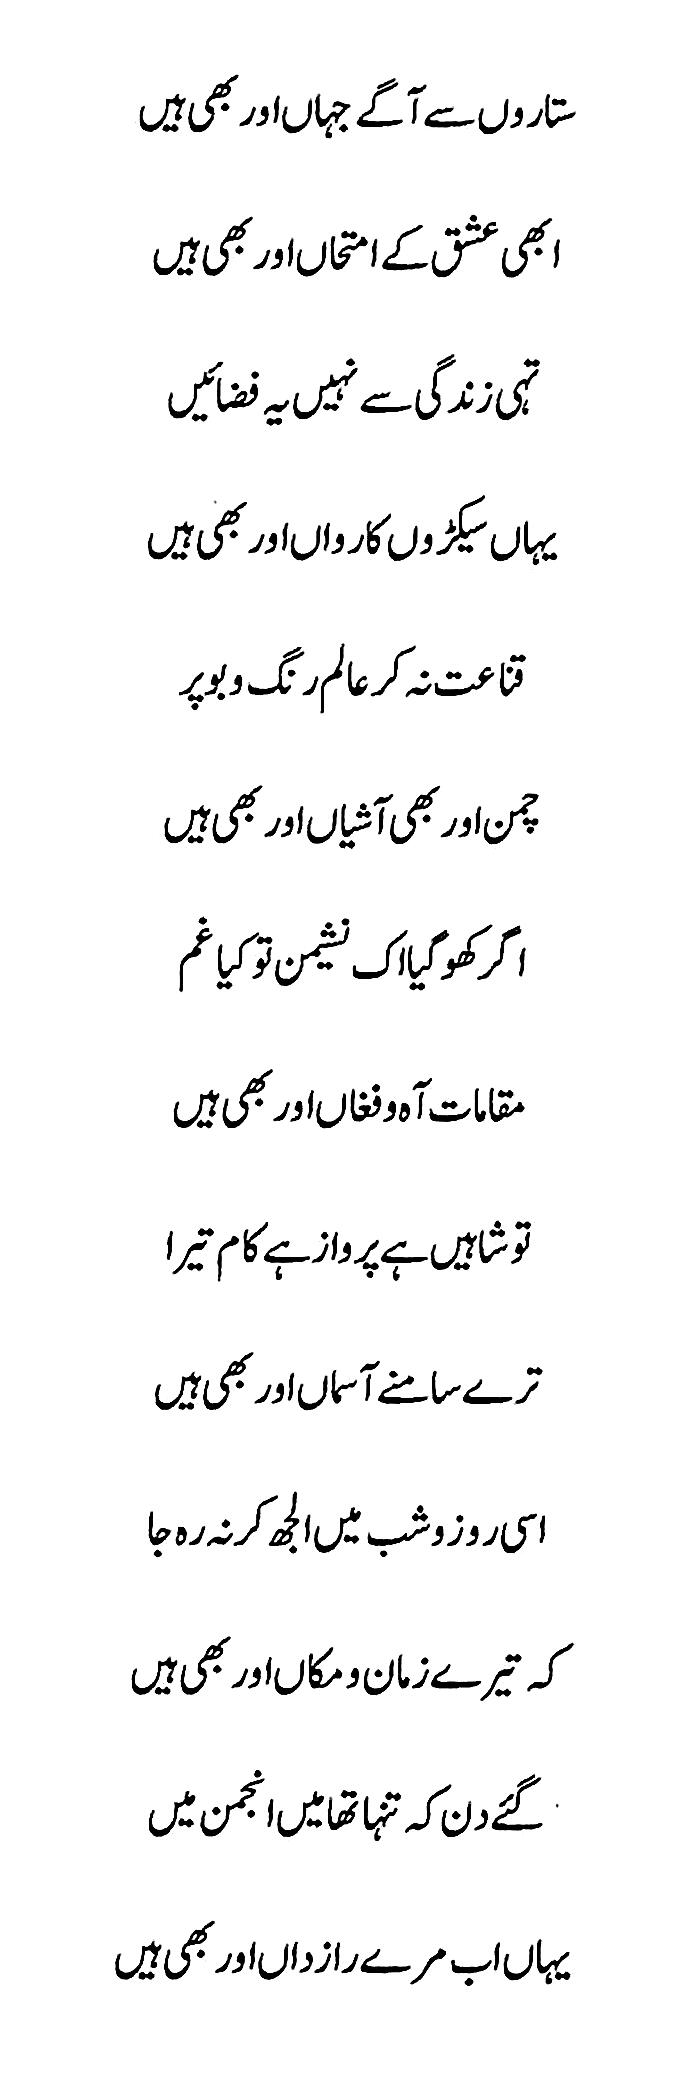 ستاروں سے آگے جہاں اور بھی ہیں
ابھی عشق کے امتحاں اور بھی ہیں
تہی زندگی سے نہیں یہ فضائیں
یہاں سیکڑوں کارواں اور بھی ہیں
قناعت نہ کر عالم رنگ و بو پر
چمن اور بھی آشیاں اور بھی ہیں
اگر کھو گیا اک نشیمن تو کیا غم
مقامات آہ و فغاں اور بھی ہیں
تو شاہیں ہے پرواز ہے کام تیرا
ترے سامنے آسماں اور بھی ہیں
اسی روز و شب میں الجھ کر نہ رہ جا
کہ تیرے زمان و مکاں اور بھی ہیں
گئے دن کہ تنہا تھا میں انجمن میں
یہاں اب مرے رازداں اور بھی ہیں